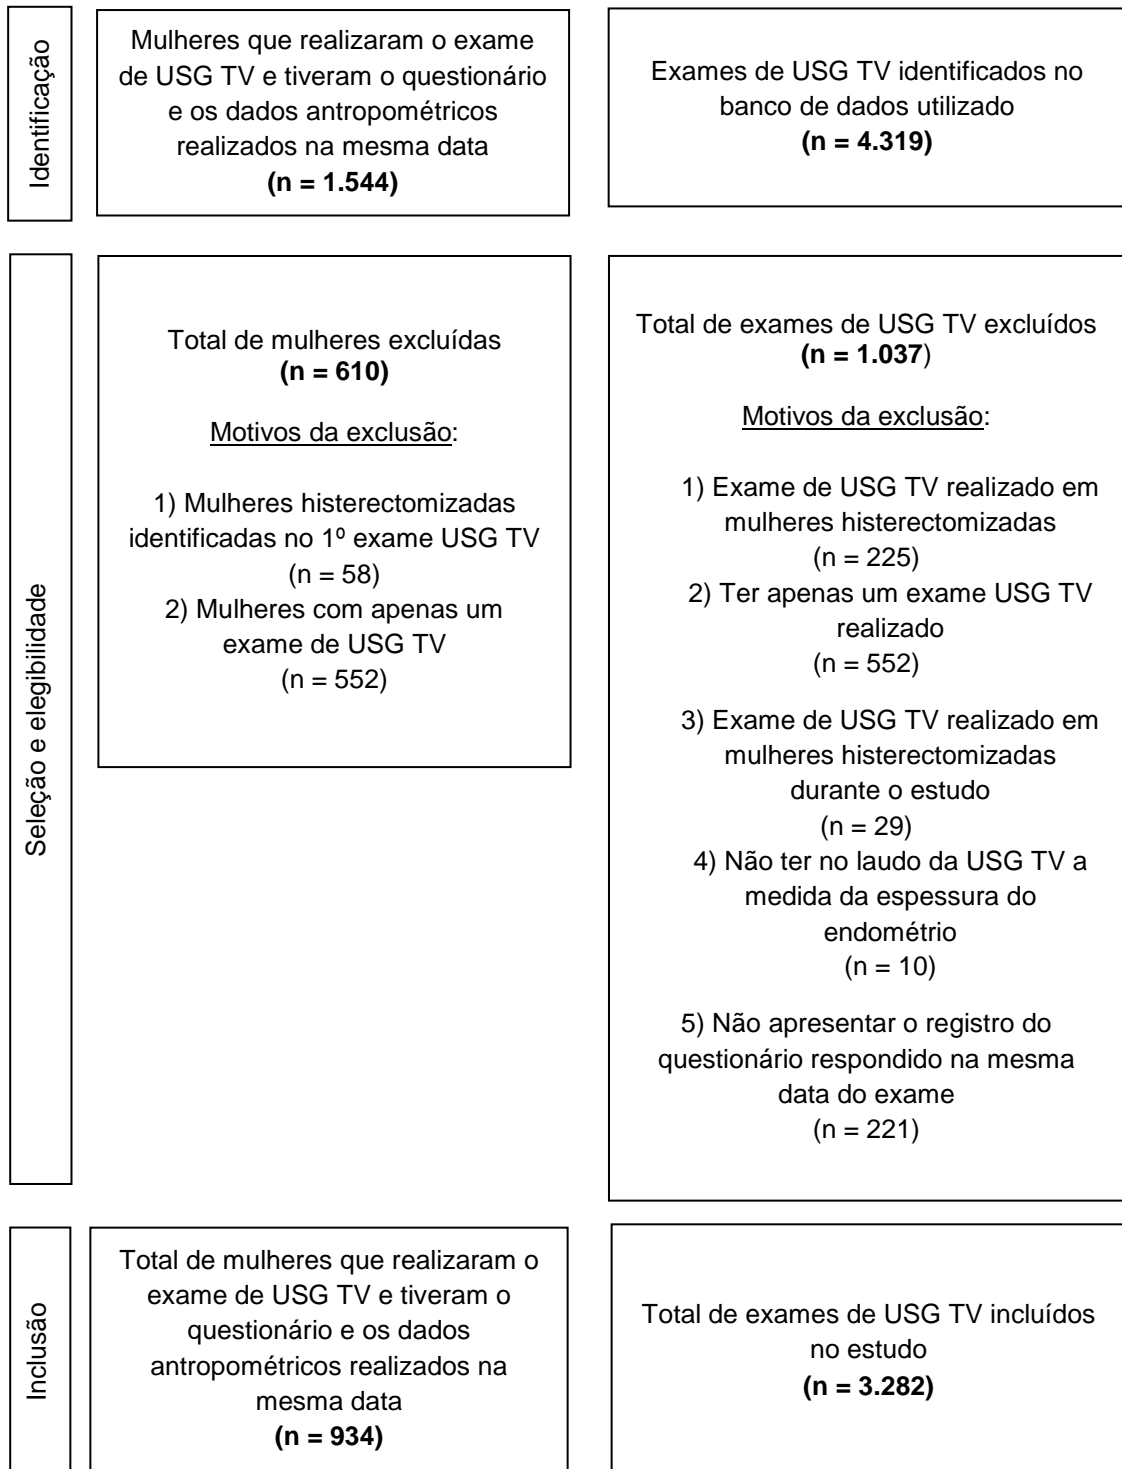 Identificação
Mulheres que realizaram o exame
de USG TV e tiveram o questionário
e os dados antropométricos
realizados na mesma data
(n = 1.544)
Exames de USG TV identificados no
banco de dados utilizado
(n = 4.319)
Seleção e elegibilidade
Total de mulheres excluídas
(n = 610)
Motivos da exclusão:
1) Mulheres histerectomizadas
identificadas no 1º exame USG TV
(n = 58)
2) Mulheres com apenas um
exame de USG TV
(n = 552)
Total de exames de USG TV excluídos
(n = 1.037)
Motivos da exclusão:
1) Exame de USG TV realizado em
mulheres histerectomizadas
(n = 225)
2) Ter apenas um exame USG TV
realizado
(n = 552)
3) Exame de USG TV realizado em
mulheres histerectomizadas
durante o estudo
(n = 29)
4) Não ter no laudo da USG TV a
medida da espessura do
endométrio
(n = 10)
5) Não apresentar o registro do
questionário respondido na mesma
data do exame
(n = 221)
Inclusão
Total de mulheres que realizaram o
exame de USG TV e tiveram o
questionário e os dados
antropométricos realizados na
mesma data
(n = 934)
Total de exames de USG TV incluídos
no estudo
(n = 3.282)